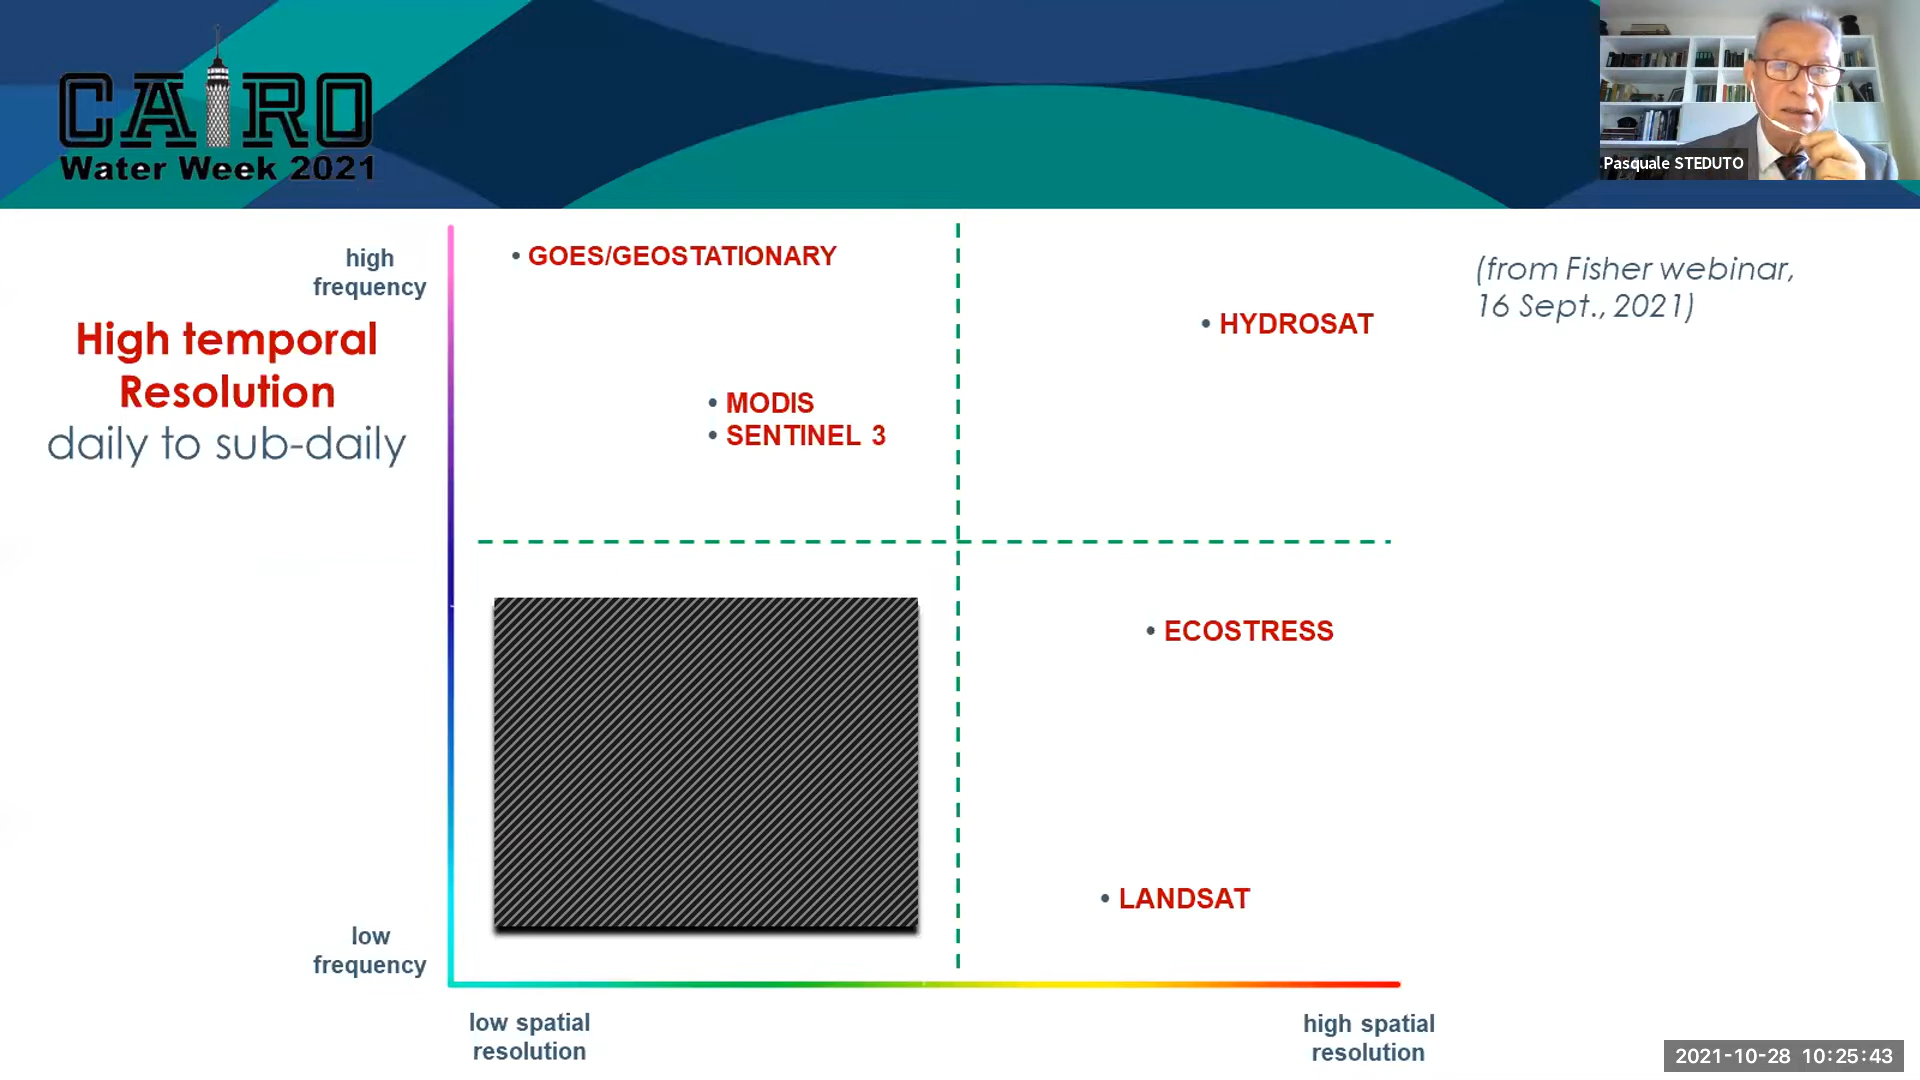 CAIRO
Water Week 2021
Pasquale STEDUTO
high
frequency
• GOES/GEOSTATIONARY
(from Fisher webinar,
16 Sept., 2021)
• HYDROSAT
High temporal
Resolution
daily to sub-daily
• MODIS
• SENTINEL 3
• ECOSTRESS
• LANDSAT
low
frequency
low spatial
resolution
high spatial
resolution
2021-10-28 10:25:43